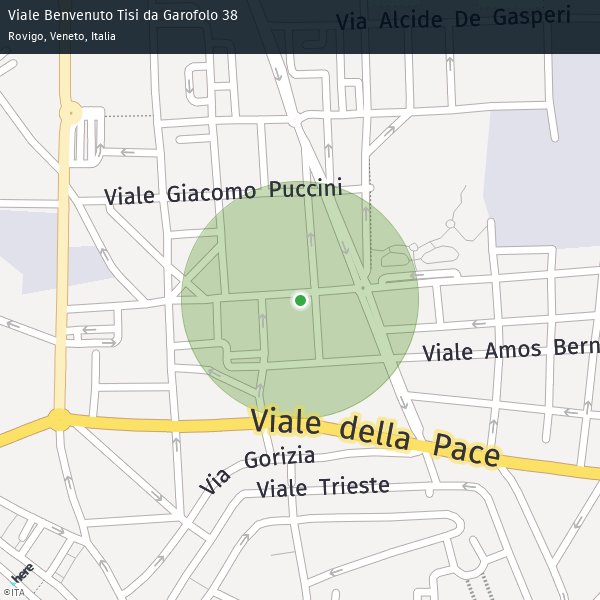 Viale Benvenuto Tisi da Garofolo 38
Rovigo, Veneto, Italia
Via Alcide De Gasperi
Viale Giacomo Puccini
Viale Amos Bern
Viale della Pace
Via Gorizia
Viale Trieste
here
©ITA